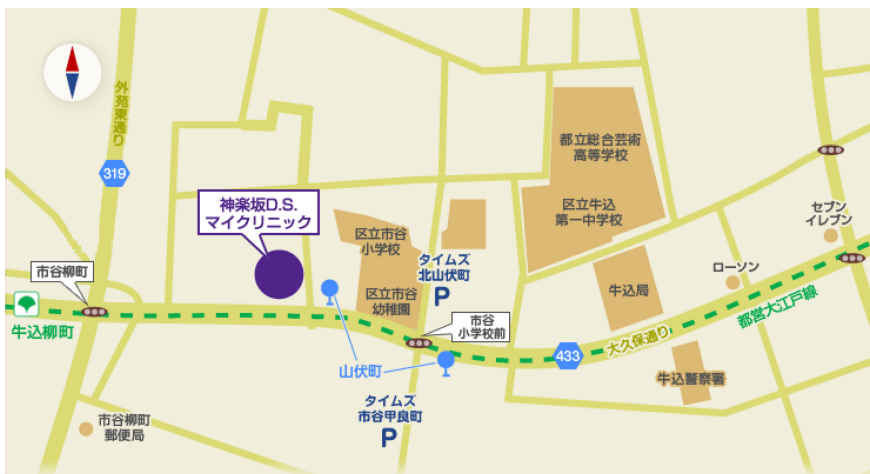 外苑東通り
319
都立総合芸術
高等学校
神楽坂D.S.
マイクリニック
区立牛込
第一中学校
セブン
イレブン
区立市谷
小学校
タイムズ
北山伏町
P
市谷柳町
ローソン
牛込局
区立市谷
幼稚園
都営大江戸線
牛込柳町
市谷
小学校前
大久保通り
433
山伏町
牛込警察署
タイムズ
市谷甲良町
P
市谷柳町
郵便局